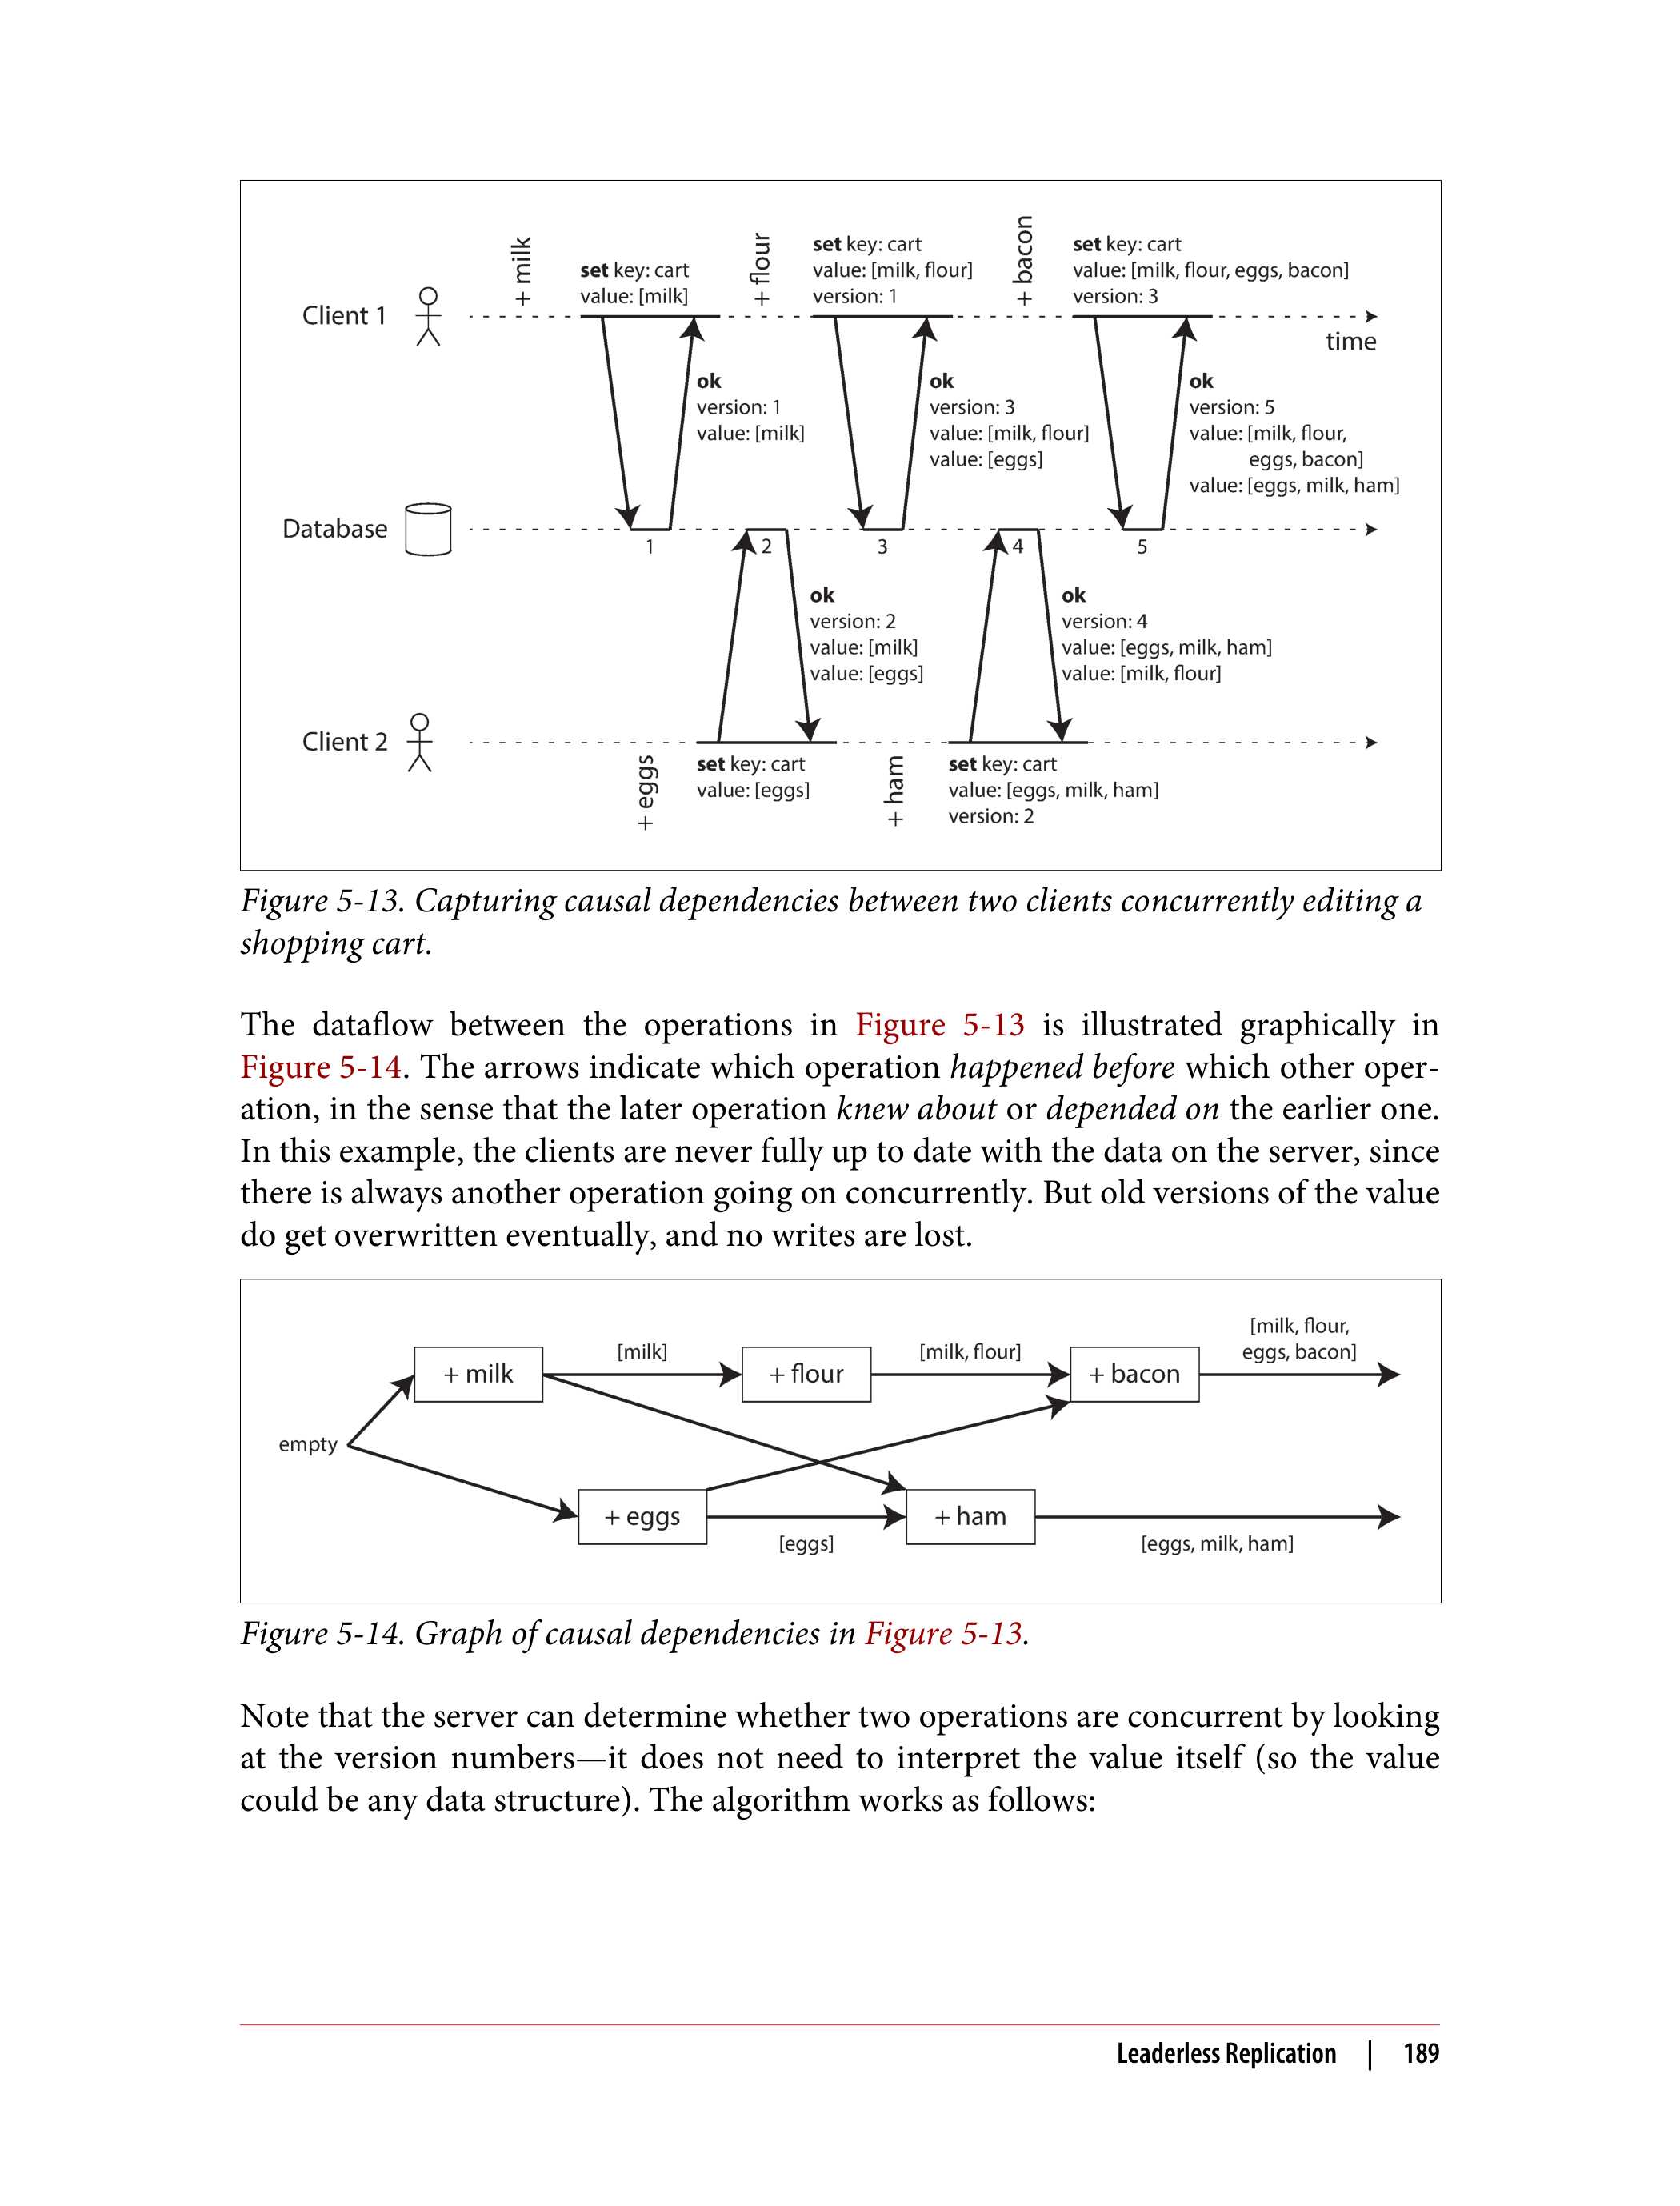 + milk
set key: cart
value: [milk]
+ flour
set key: cart
value: [milk, flour]
version: 1
+ bacon
set key: cart
value: [milk, flour, eggs, bacon]
version: 3
Client 1
time
ok
version: 1
value: [milk]
ok
version: 3
value: [milk, flour]
value: [eggs]
ok
version: 5
value: [milk, flour,
eggs, bacon]
value: [eggs, milk, ham]
Database
1
2
3
4
5
ok
version: 2
value: [milk]
value: [eggs]
ok
version: 4
value: [eggs, milk, ham]
value: [milk, flour]
Client 2
+ eggs
set key: cart
value: [eggs]
+ ham
set key: cart
value: [eggs, milk, ham]
version: 2
Figure 5-13. Capturing causal dependencies between two clients concurrently editing a
shopping cart.
The dataflow between the operations in Figure 5-13 is illustrated graphically in
Figure 5-14. The arrows indicate which operation happened before which other oper-
ation, in the sense that the later operation knew about or depended on the earlier one.
In this example, the clients are never fully up to date with the data on the server, since
there is always another operation going on concurrently. But old versions of the value
do get overwritten eventually, and no writes are lost.
[milk, flour,
eggs, bacon]
[milk]
[milk, flour]
+ milk
+ flour
+ bacon
empty
+ eggs
+ ham
[eggs]
[eggs, milk, ham]
Figure 5-14. Graph of causal dependencies in Figure 5-13.
Note that the server can determine whether two operations are concurrent by looking
at the version numbers—it does not need to interpret the value itself (so the value
could be any data structure). The algorithm works as follows:
Leaderless Replication | 189